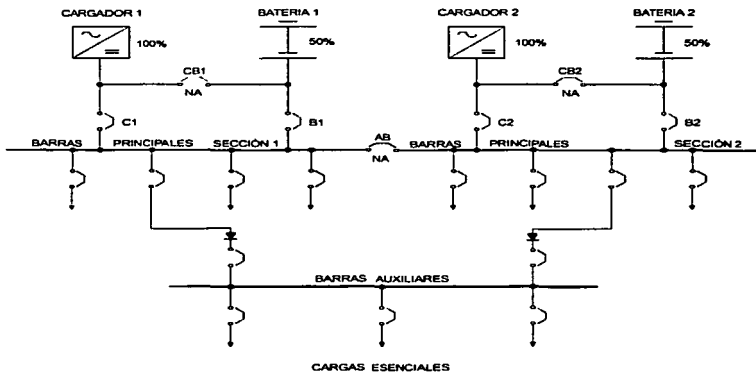 CARGADOR 1
BATERIA 1
CARGADOR 2
BATERIA 2
100%
50%
100%
50%
CB1
NA
CB2
NA
C1
B1
C2
B2
AB
NA
BARRAS PRINCIPALES SECCIÓN 1
BARRAS PRINCIPALES SECCIÓN 2
BARRAS AUXILIARES
CARGAS ESENCIALES